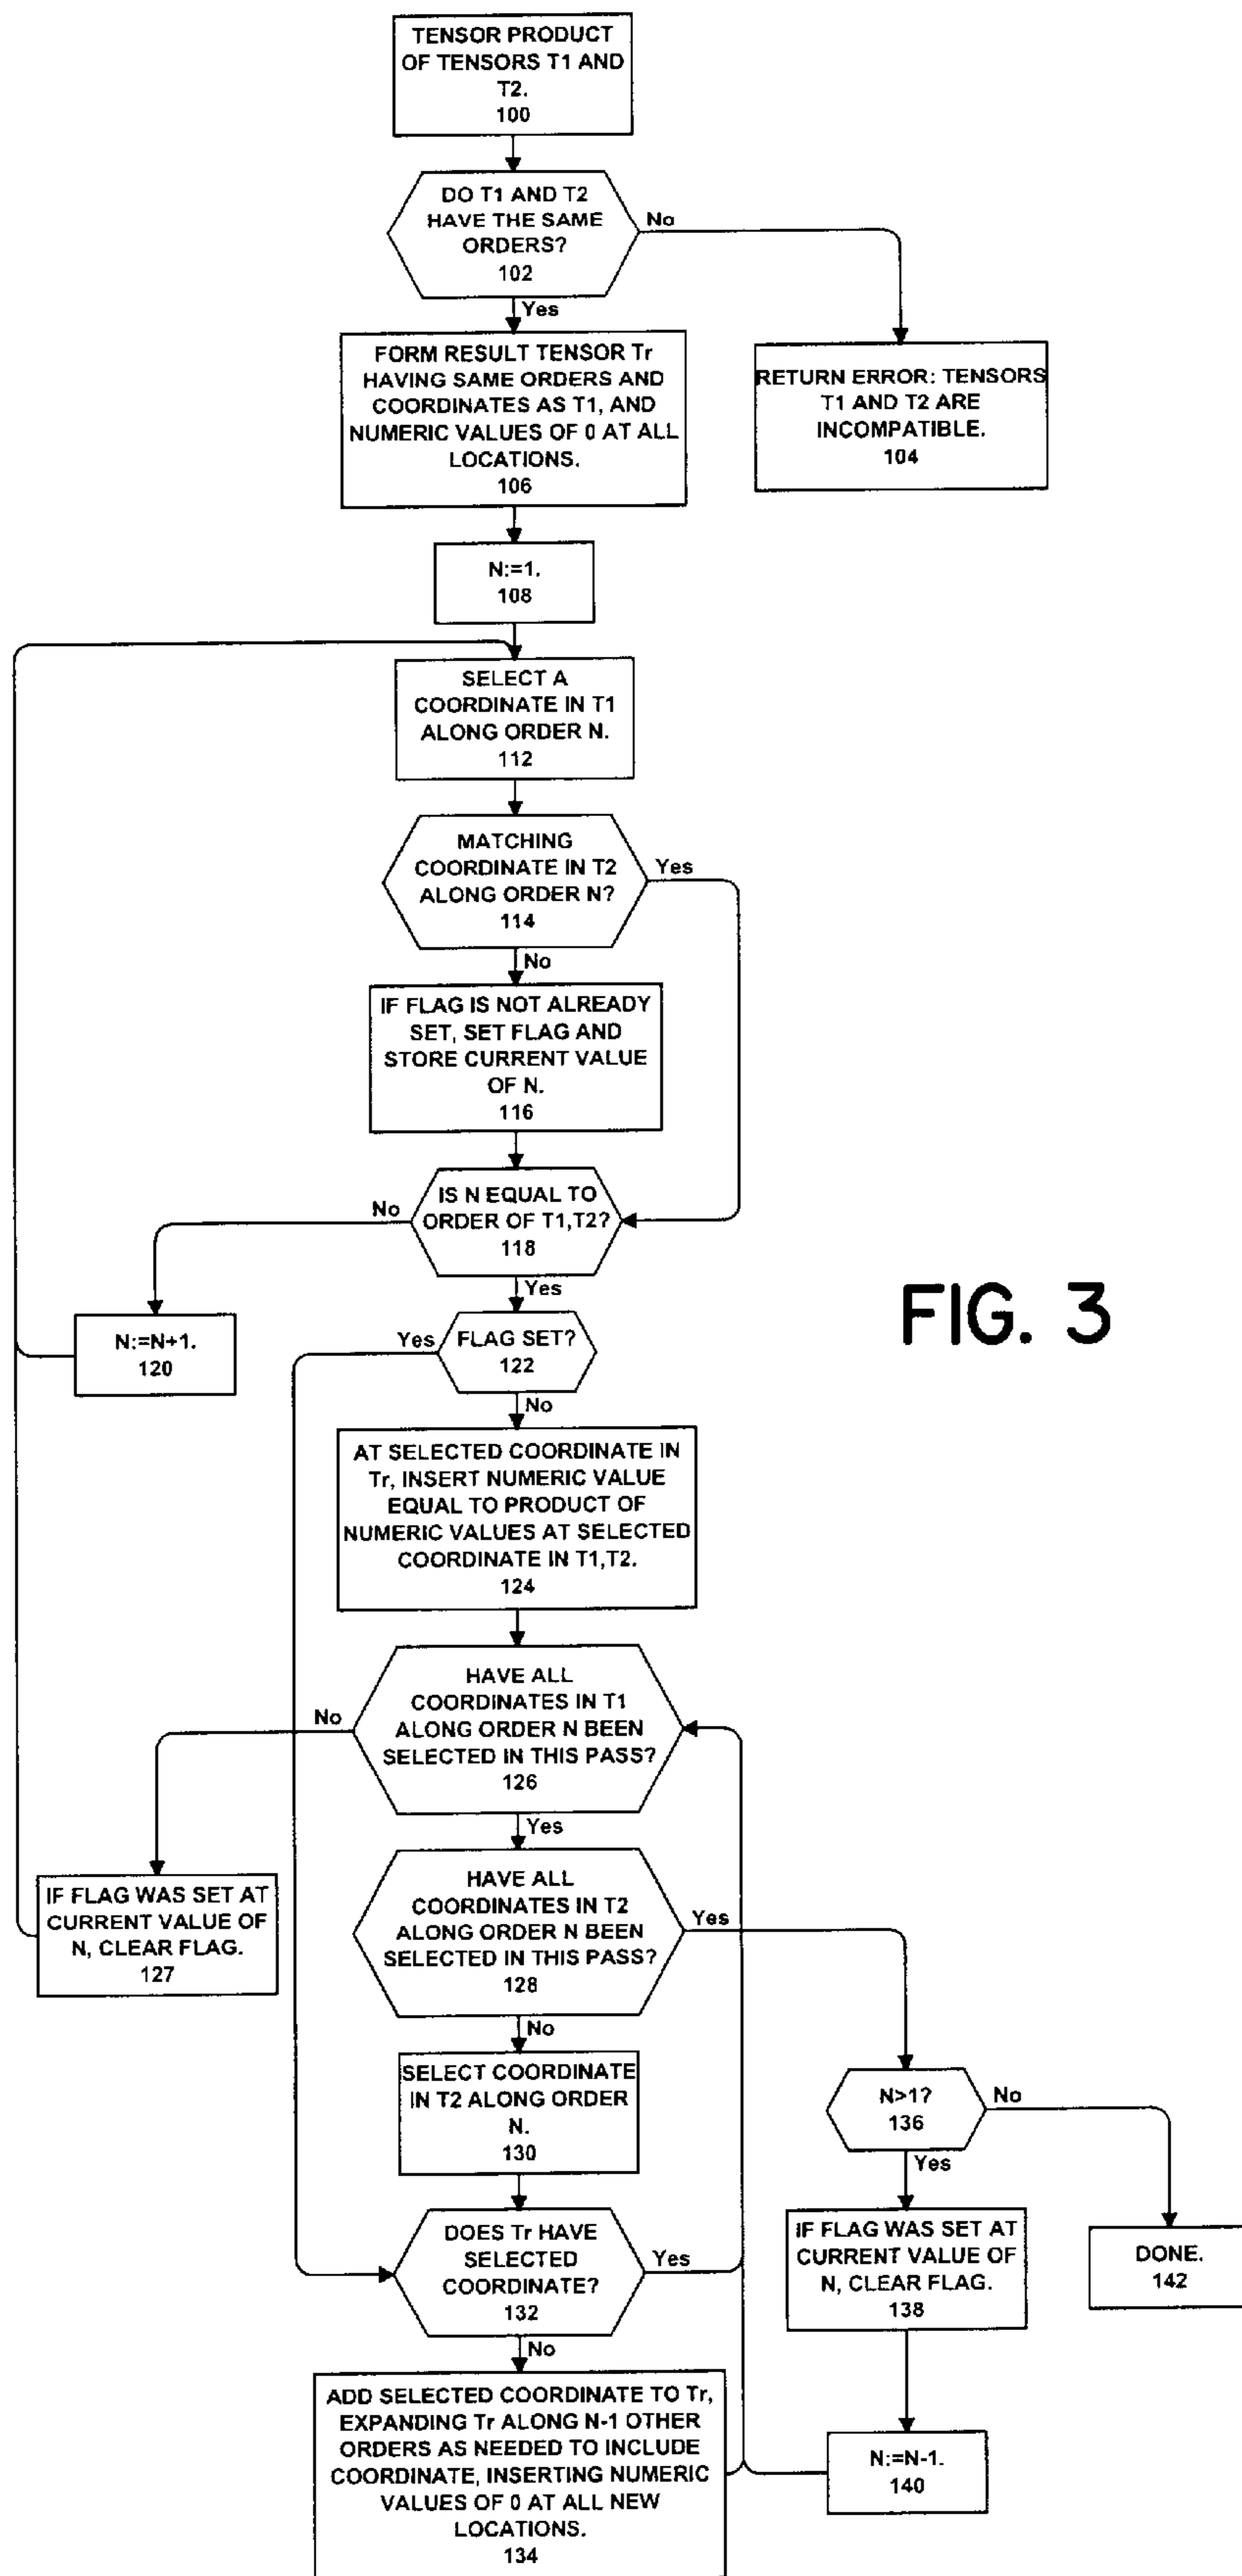 TENSOR PRODUCT
OF TENSORS T1 AND
T2.
100
DO T1 AND T2
HAVE THE SAME
ORDERS?
102
No
Yes
FORM RESULT TENSOR Tr
HAVING SAME ORDERS AND
COORDINATES AS T1, AND
NUMERIC VALUES OF 0 AT ALL
LOCATIONS.
106
RETURN ERROR: TENSORS
T1 AND T2 ARE
INCOMPATIBLE.
104
N:=1.
108
SELECT A
COORDINATE IN T1
ALONG ORDER N.
112
MATCHING
COORDINATE IN T2
ALONG ORDER N?
114
Yes
No
IF FLAG IS NOT ALREADY
SET, SET FLAG AND
STORE CURRENT VALUE
OF N.
116
IS N EQUAL TO
ORDER OF T1,T2?
118
No
Yes
N:=N+1.
120
FLAG SET?
122
Yes
No
FIG. 3
AT SELECTED COORDINATE IN
Tr, INSERT NUMERIC VALUE
EQUAL TO PRODUCT OF
NUMERIC VALUES AT SELECTED
COORDINATE IN T1,T2.
124
HAVE ALL
COORDINATES IN T1
ALONG ORDER N BEEN
SELECTED IN THIS PASS?
126
No
Yes
IF FLAG WAS SET AT
CURRENT VALUE OF
N, CLEAR FLAG.
127
HAVE ALL
COORDINATES IN T2
ALONG ORDER N BEEN
SELECTED IN THIS PASS?
128
Yes
No
SELECT COORDINATE
IN T2 ALONG ORDER
N.
130
N>1?
136
No
Yes
DOES Tr HAVE
SELECTED
COORDINATE?
132
Yes
No
IF FLAG WAS SET AT
CURRENT VALUE OF
N, CLEAR FLAG.
138
DONE.
142
ADD SELECTED COORDINATE TO Tr,
EXPANDING Tr ALONG N-1 OTHER
ORDERS AS NEEDED TO INCLUDE
COORDINATE, INSERTING NUMERIC
VALUES OF 0 AT ALL NEW
LOCATIONS.
134
N:=N-1.
140